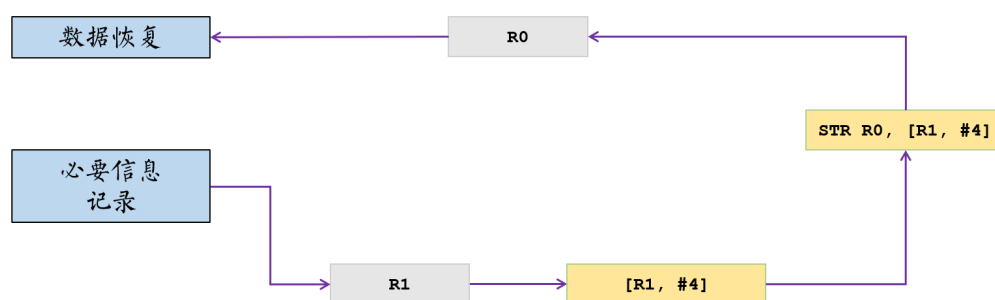 数据恢复
R0
STR R0, [R1, #4]
必要信息
记录
R1
[R1, #4]